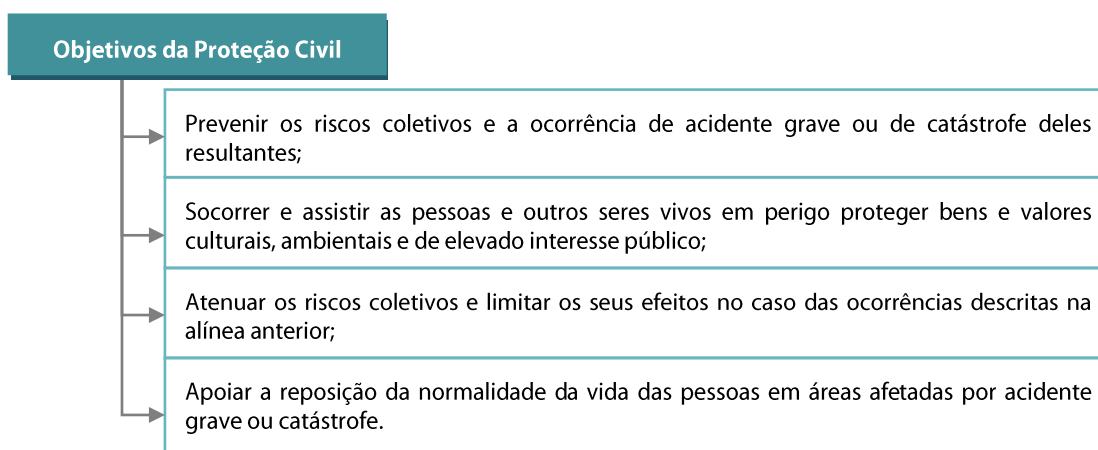 Objetivos da Proteção Civil
Prevenir os riscos coletivos e a ocorrência de acidente grave ou de catástrofe deles
resultantes;
Socorrer e assistir as pessoas e outros seres vivos em perigo proteger bens e valores
culturais, ambientais e de elevado interesse público;
Atenuar os riscos coletivos e limitar os seus efeitos no caso das ocorrências descritas na
alínea anterior;
Apoiar a reposição da normalidade da vida das pessoas em áreas afetadas por acidente
grave ou catástrofe.